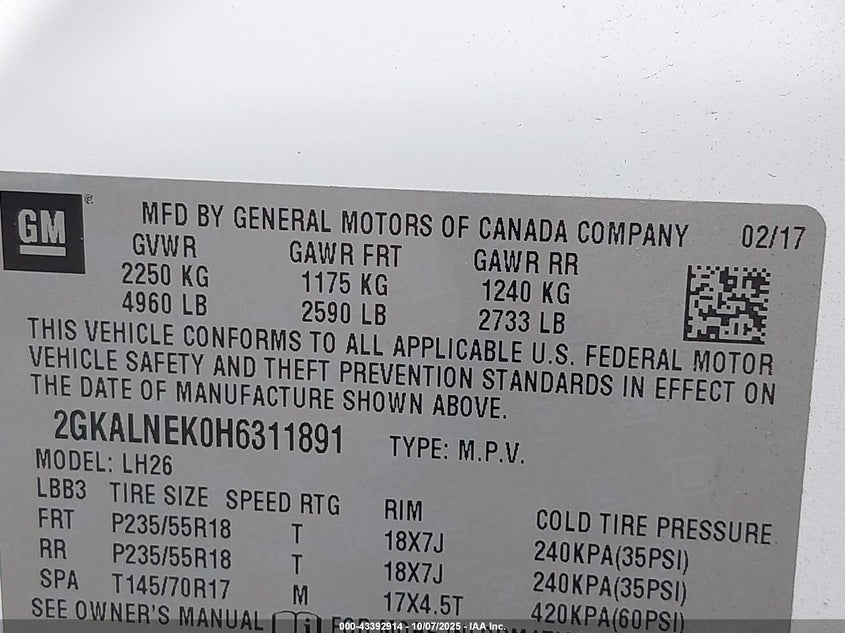 GM ®
MFD BY GENERAL MOTORS OF CANADA COMPANY 02/17
GVWR GAWR FRT GAWR RR
2250 KG 1175 KG 1240 KG
4960 LB 2590 LB 2733 LB
THIS VEHICLE CONFORMS TO ALL APPLICABLE U.S. FEDERAL MOTOR
VEHICLE SAFETY AND THEFT PREVENTION STANDARDS IN EFFECT ON
THE DATE OF MANUFACTURE SHOWN ABOVE.
2GKALNEK0H6311891 TYPE: M.P.V.
MODEL: LH26
LBB3 TIRE SIZE SPEED RTG RIM COLD TIRE PRESSURE
FRT P235/55R18 T 18X7J 240KPA(35PSI)
RR P235/55R18 T 18X7J 240KPA(35PSI)
SPA T145/70R17 M 17X4.5T 420KPA(60PSI)
SEE OWNER'S MANUAL
000-43392914 - 10/07/2025 - IAA Inc.